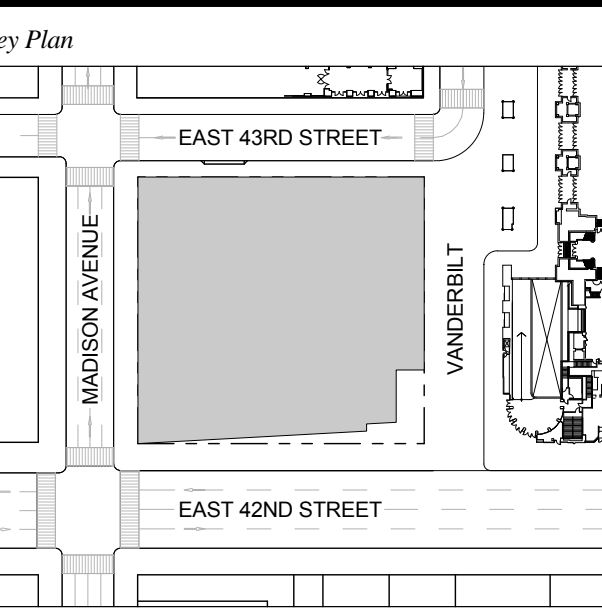 ey Plan
EAST 43RD STREET
MADISON AVENUE
VANDERBILT
EAST 42ND STREET